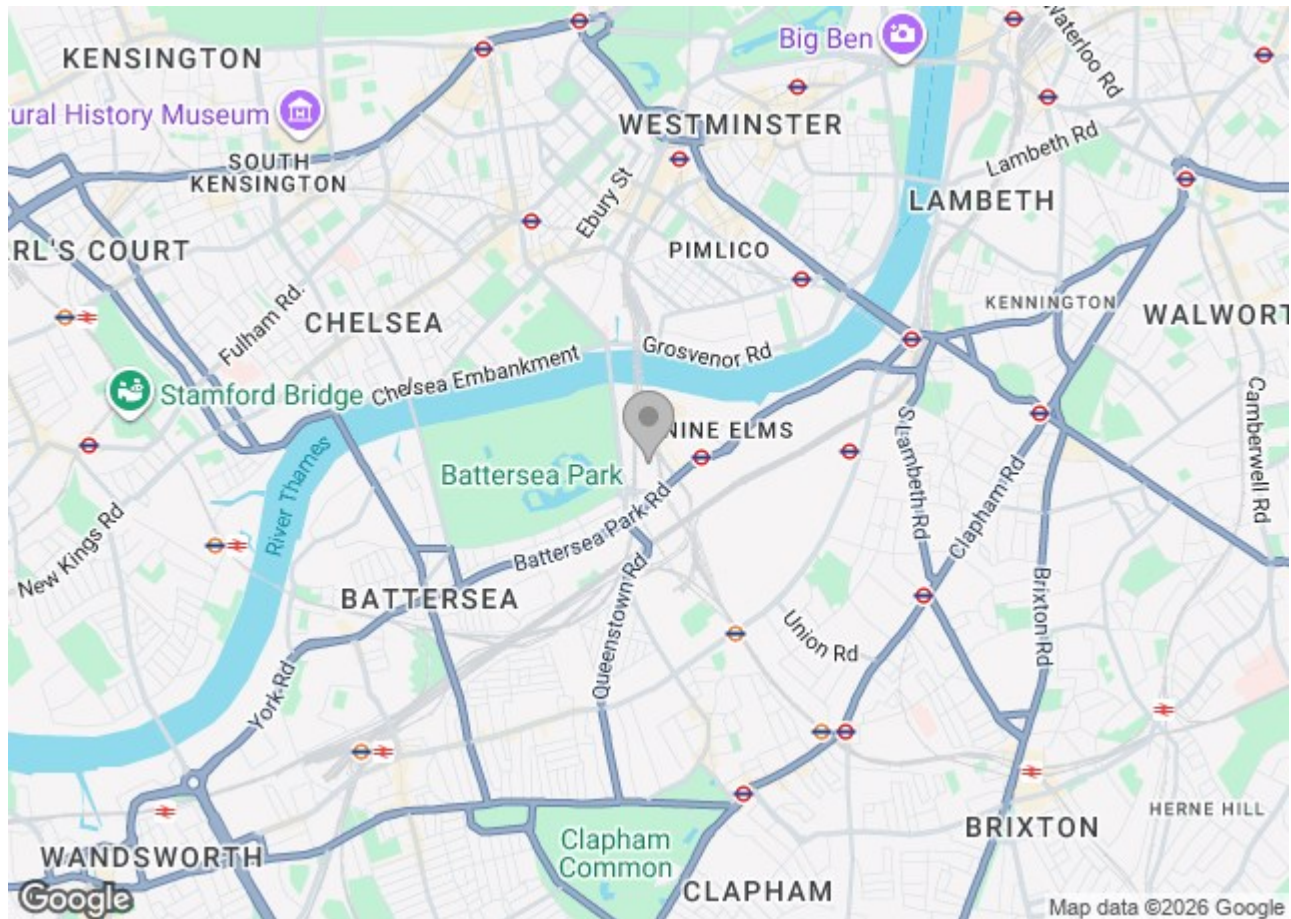 KENSINGTON
Big Ben
Waterloo Rd
ural History Museum
WESTMINSTER
SOUTH
KENSINGTON
Lambeth Rd
Ebury St
LAMBETH
RL'S COURT
PIMLICO
KENNINGTON
Fulham Rd.
CHELSEA
WALWORT
Grosvenor Rd
Chelsea Embankment
Stamford Bridge
NINE ELMS
S Lambeth Rd
Camberwell Rd
River Thames
Battersea Park
Clapham Rd
New Kings Rd
Battersea Park Rd
BATTERSEA
Queenstown Rd
Union Rd
Brixton Rd
York Rd
HERNE HILL
BRIXTON
WANDSWORTH
Clapham
Common
CLAPHAM
Google
Map data ©2026 Google